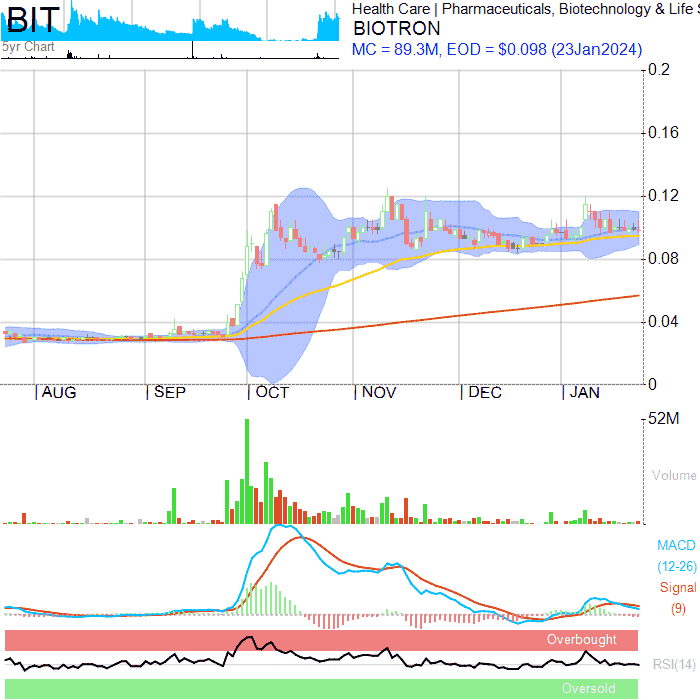 BIT
5yr Chart
Health Care | Pharmaceuticals, Biotechnology & Life S
BIOTRON
MC = 89.3M, EOD = $0.098 (23Jan2024)
0.2
0.16
0.12
0.08
0.04
0
AUG SEP OCT NOV DEC JAN
52M
Volume
MACD
(12-26)
Signal
(9)
Overbought
RSI(14)
Oversold